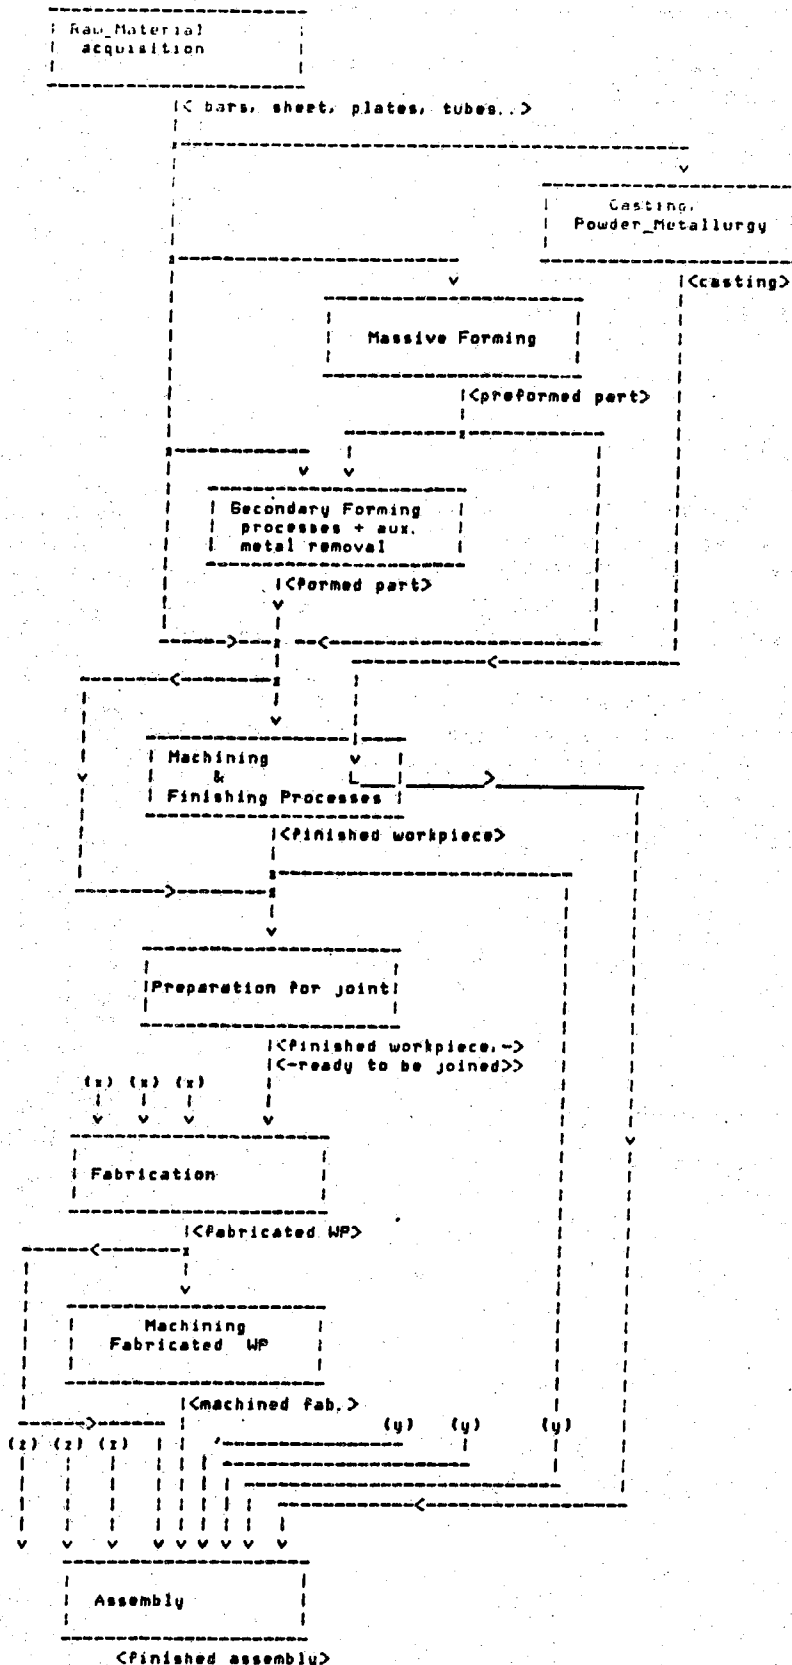 Raw_Material
acquisition
< bars, sheet, plates, tubes..>
Casting,
Powder_Metallurgy
<casting>
Massive Forming
<preformed part>
Secondary Forming
processes + aux.
metal removal
<formed part>
Machining
&
Finishing Processes
<finished workpiece>
Preparation for joint
<finished workpiece,->
<-ready to be joined>>
(x) (x) (x)
Fabrication
<fabricated WP>
Machining
Fabricated WP
<machined fab.>
(y) (y) (y)
(z) (z) (z)
Assembly
<finished assembly>